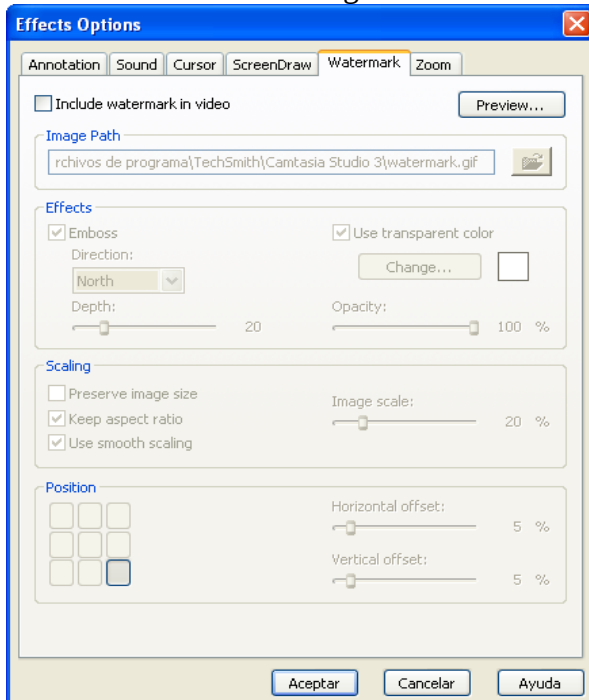 Effects Options
Annotation Sound Cursor ScreenDraw Watermark Zoom
Include watermark in video Preview...
Image Path
rchivos de programa\TechSmith\Camtasia Studio 3\watermark.gif
Effects
Emboss Use transparent color
Direction: Change...
North
Depth: Opacity:
20 100 %
Scaling
Preserve image size
Image scale:
Keep aspect ratio 20 %
Use smooth scaling
Position
Horizontal offset:
5 %
Vertical offset:
5 %
Aceptar Cancelar Ayuda